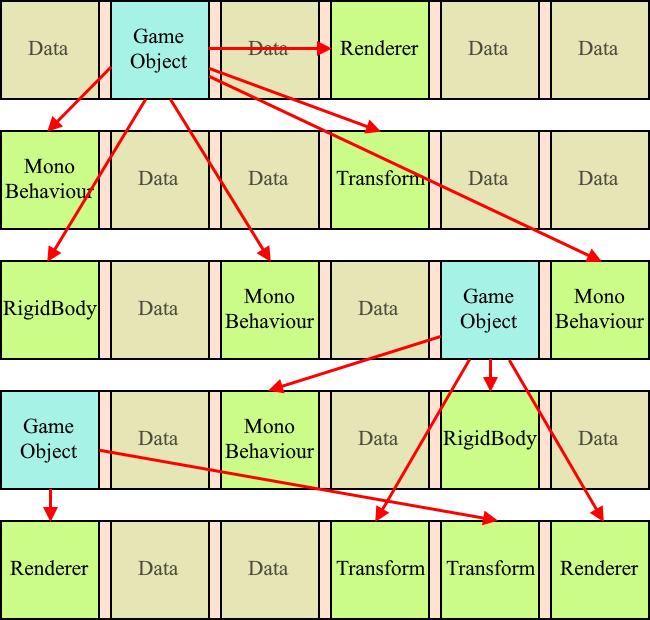 Data
Game
Object
Data
Renderer
Data
Data
Mono
Behaviour
Data
Data
Transform
Data
Data
RigidBody
Data
Mono
Behaviour
Data
Game
Object
Mono
Behaviour
Game
Object
Data
Mono
Behaviour
Data
RigidBody
Data
Renderer
Data
Data
Transform
Transform
Renderer